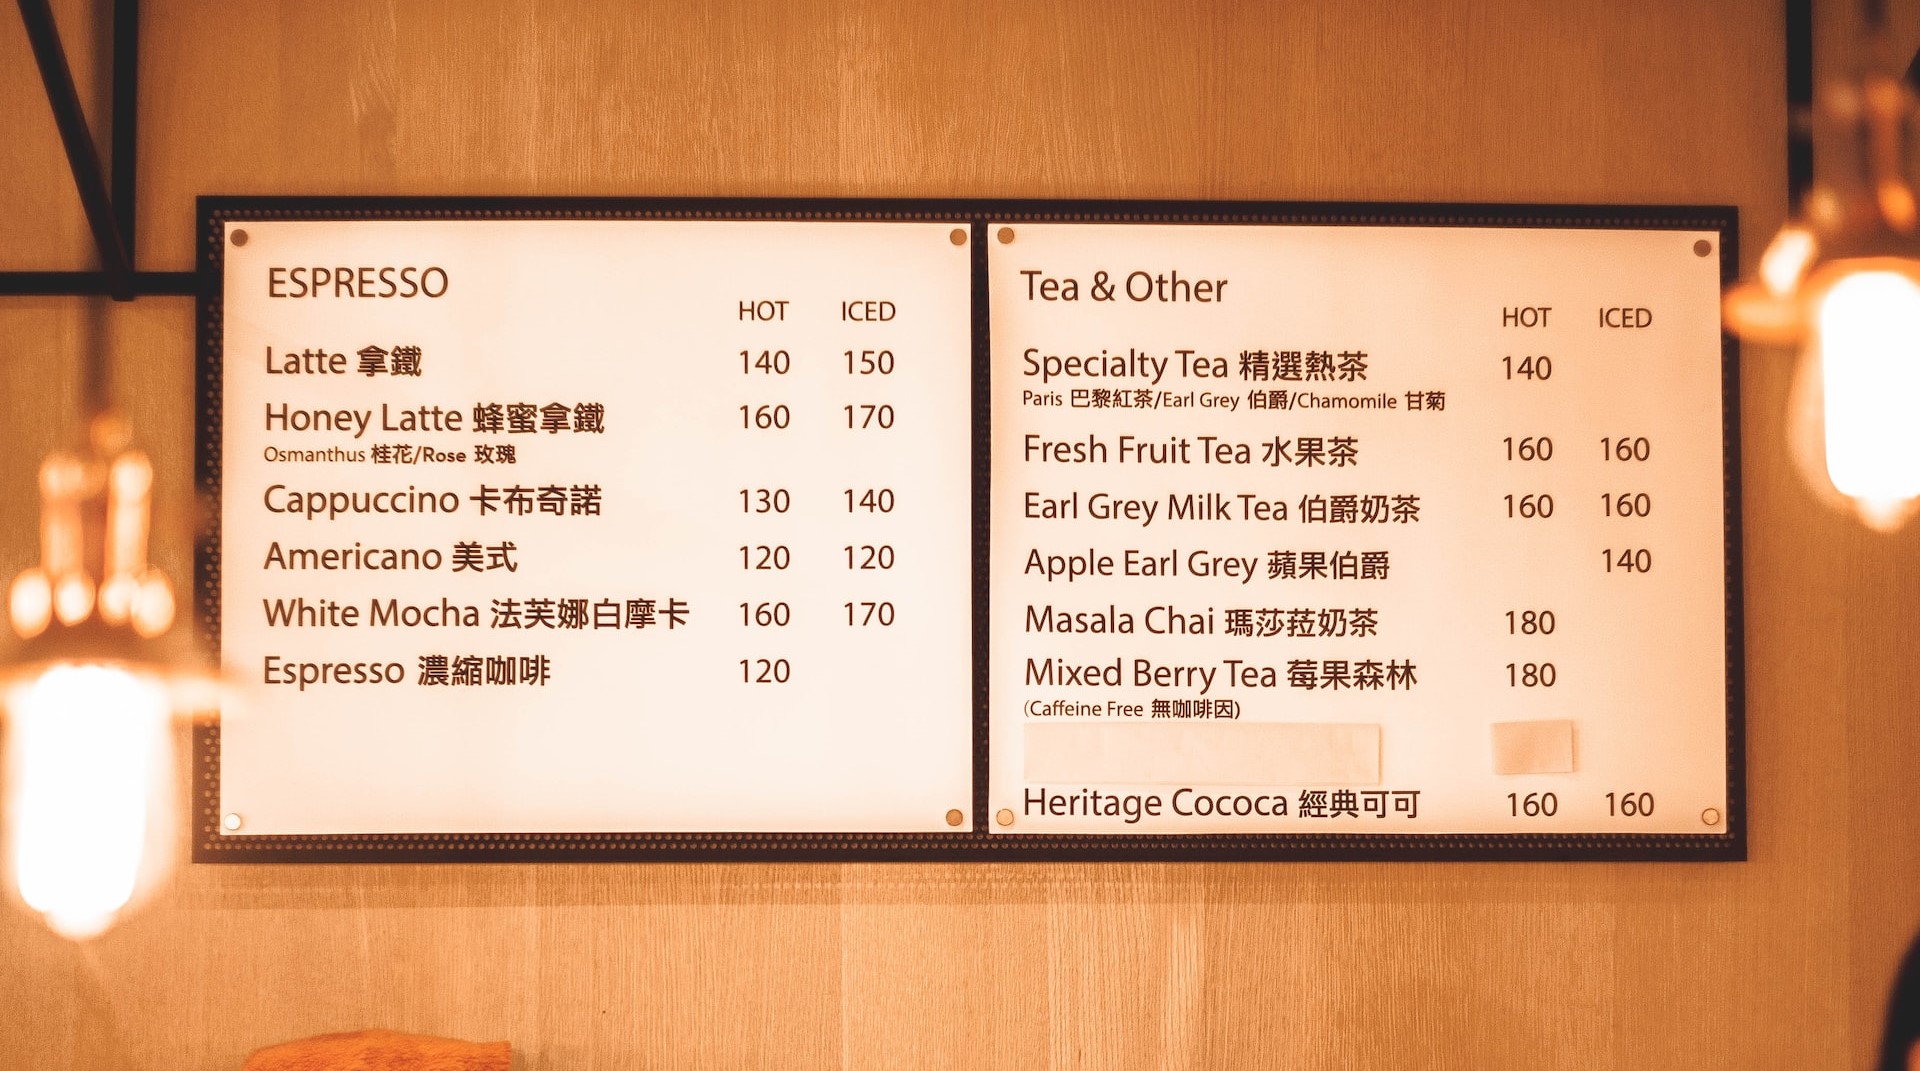 ESPRESSO
HOT ICED
Latte 拿鐵 140 150
Honey Latte 蜂蜜拿鐵 160 170
Osmanthus 桂花/Rose 玫瑰
Cappuccino 卡布奇諾 130 140
Americano 美式 120 120
White Mocha 法芙娜白摩卡 160 170
Espresso 濃縮咖啡 120
Tea & Other
HOT ICED
Specialty Tea 精選熱茶 140
Paris 巴黎紅茶/Earl Grey 伯爵/Chamomile 甘菊
Fresh Fruit Tea 水果茶 160 160
Earl Grey Milk Tea 伯爵奶茶 160 160
Apple Earl Grey 蘋果伯爵 140
Masala Chai 瑪莎菈奶茶 180
Mixed Berry Tea 莓果森林 180
(Caffeine Free 無咖啡因)
Heritage Cococa 經典可可 160 160